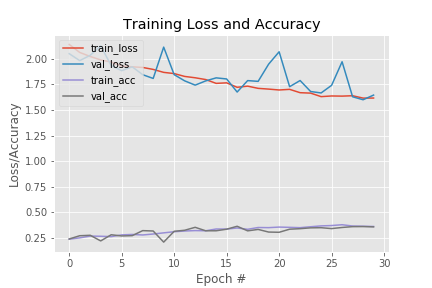 Training Loss and Accuracy
2.00
1.75
1.50
1.25
1.00
0.75
0.50
0.25
Loss/Accuracy
train_loss
val_loss
train_acc
val_acc
0 5 10 15 20 25 30
Epoch #